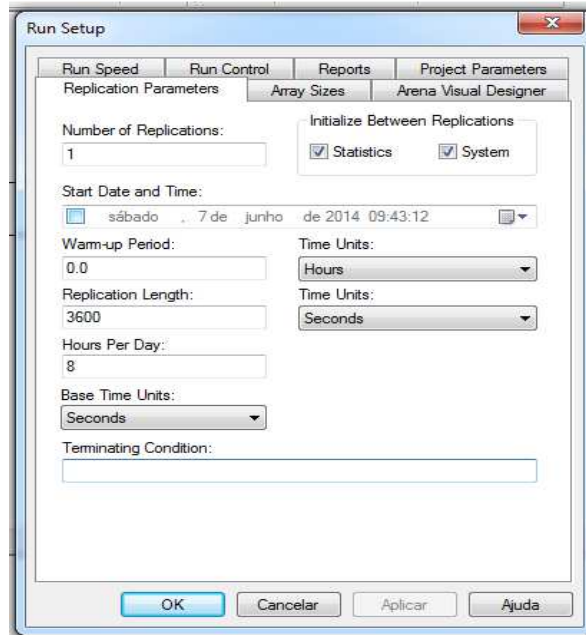 Run Setup
Run Speed Run Control Reports Project Parameters
Replication Parameters Array Sizes Arena Visual Designer
Number of Replications: Initialize Between Replications
1 Statistics System
Start Date and Time:
sábado , 7 de junho de 2014 09:43:12
Warm-up Period: Time Units:
0.0 Hours
Replication Length: Time Units:
3600 Seconds
Hours Per Day:
8
Base Time Units:
Seconds
Terminating Condition:
OK Cancelar Aplicar Ajuda